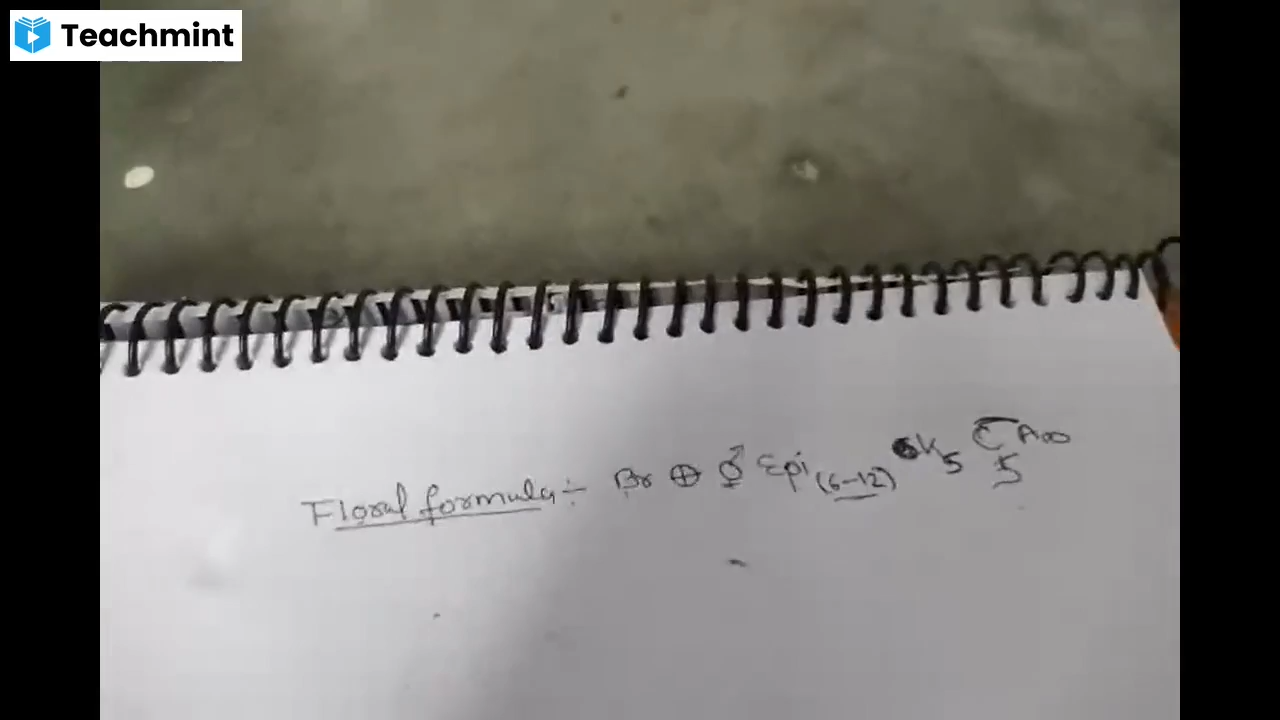 Teachmint
Floral formula ÷ Br ⊕ ⚥ Epi(6-12) K5 C5 A∞